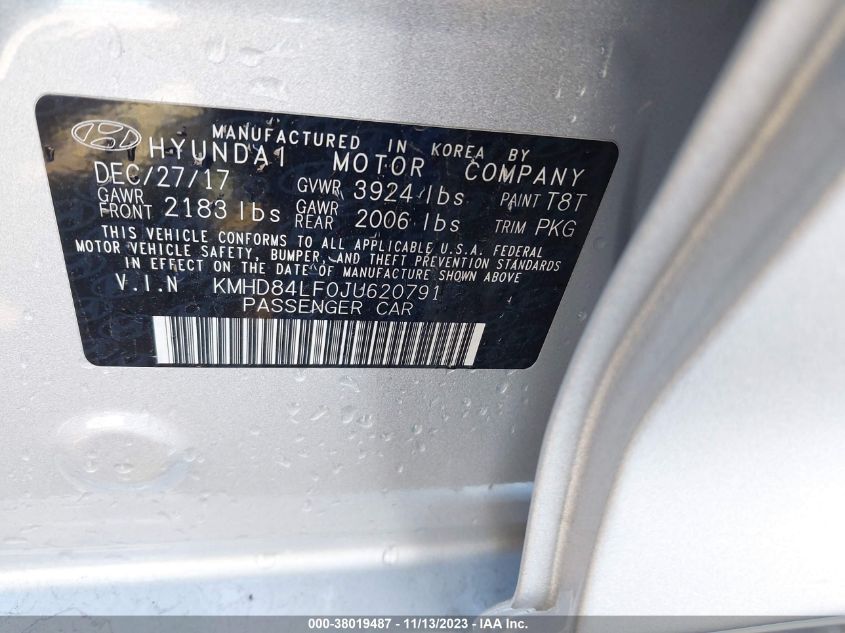 MANUFACTURED IN KOREA BY
HYUNDAI MOTOR COMPANY
DEC/27/17 GVWR 3924 lbs PAINT T8T
GAWR FRONT 2183 lbs GAWR REAR 2006 lbs TRIM PKG
THIS VEHICLE CONFORMS TO ALL APPLICABLE U.S.A. FEDERAL
MOTOR VEHICLE SAFETY, BUMPER, AND THEFT PREVENTION STANDARDS
IN EFFECT ON THE DATE OF MANUFACTURE SHOWN ABOVE
V.I.N KMHD84LF0JU620791
PASSENGER CAR
000-38019487 - 11/13/2023 - IAAI.com